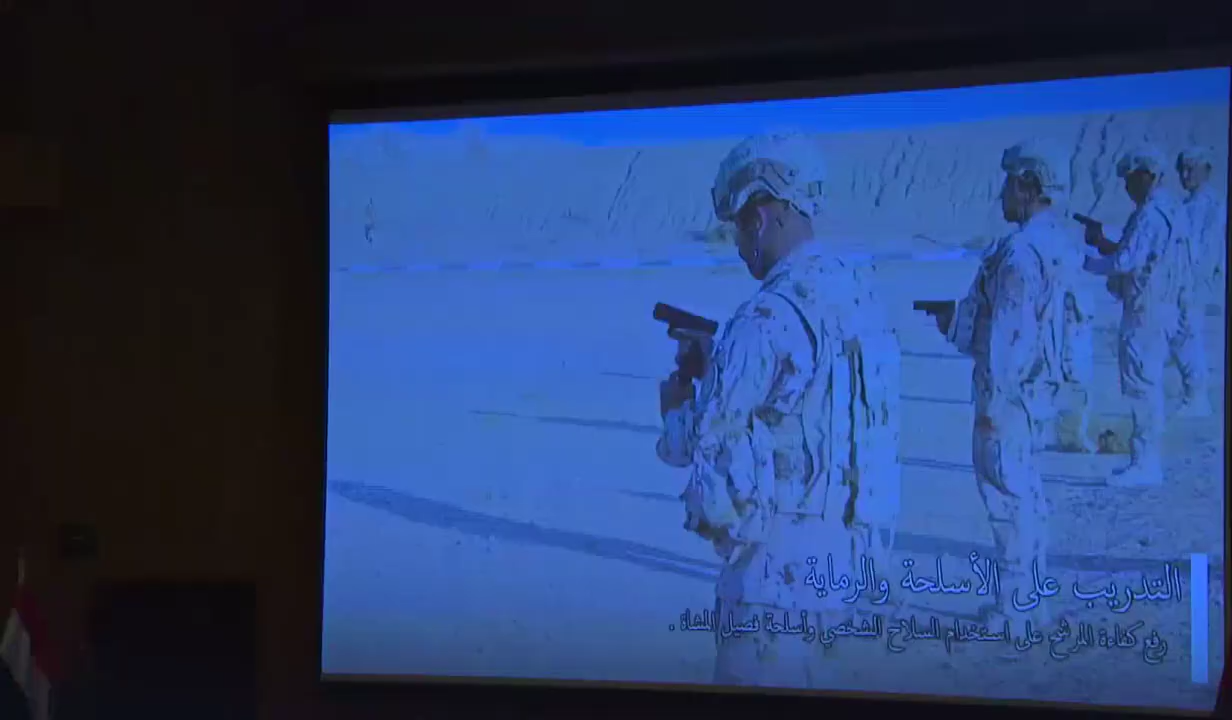 التدريب على الأسلحة والرماية
رفع كفاءة المرشح على استخدام السلاح الشخصي وأسلحة فصيل المشاة .